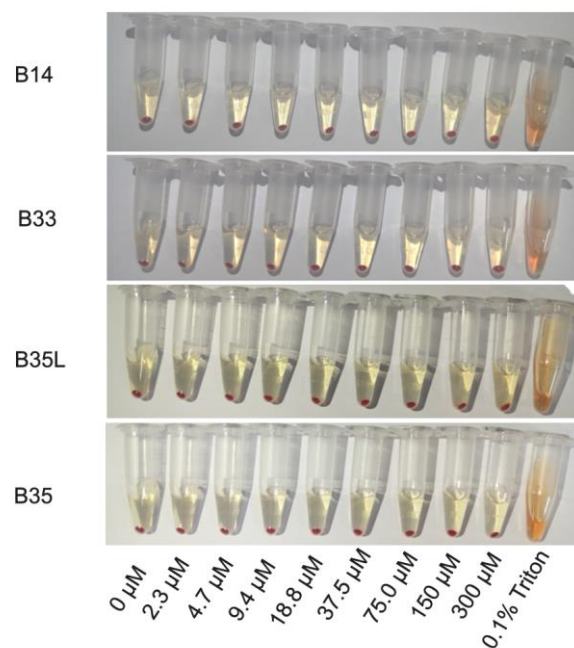 B14
B33
B35L
B35
0 µM
2.3 µM
4.7 µM
9.4 µM
18.8 µM
37.5 µM
75.0 µM
150 µM
300 µM
0.1% Triton